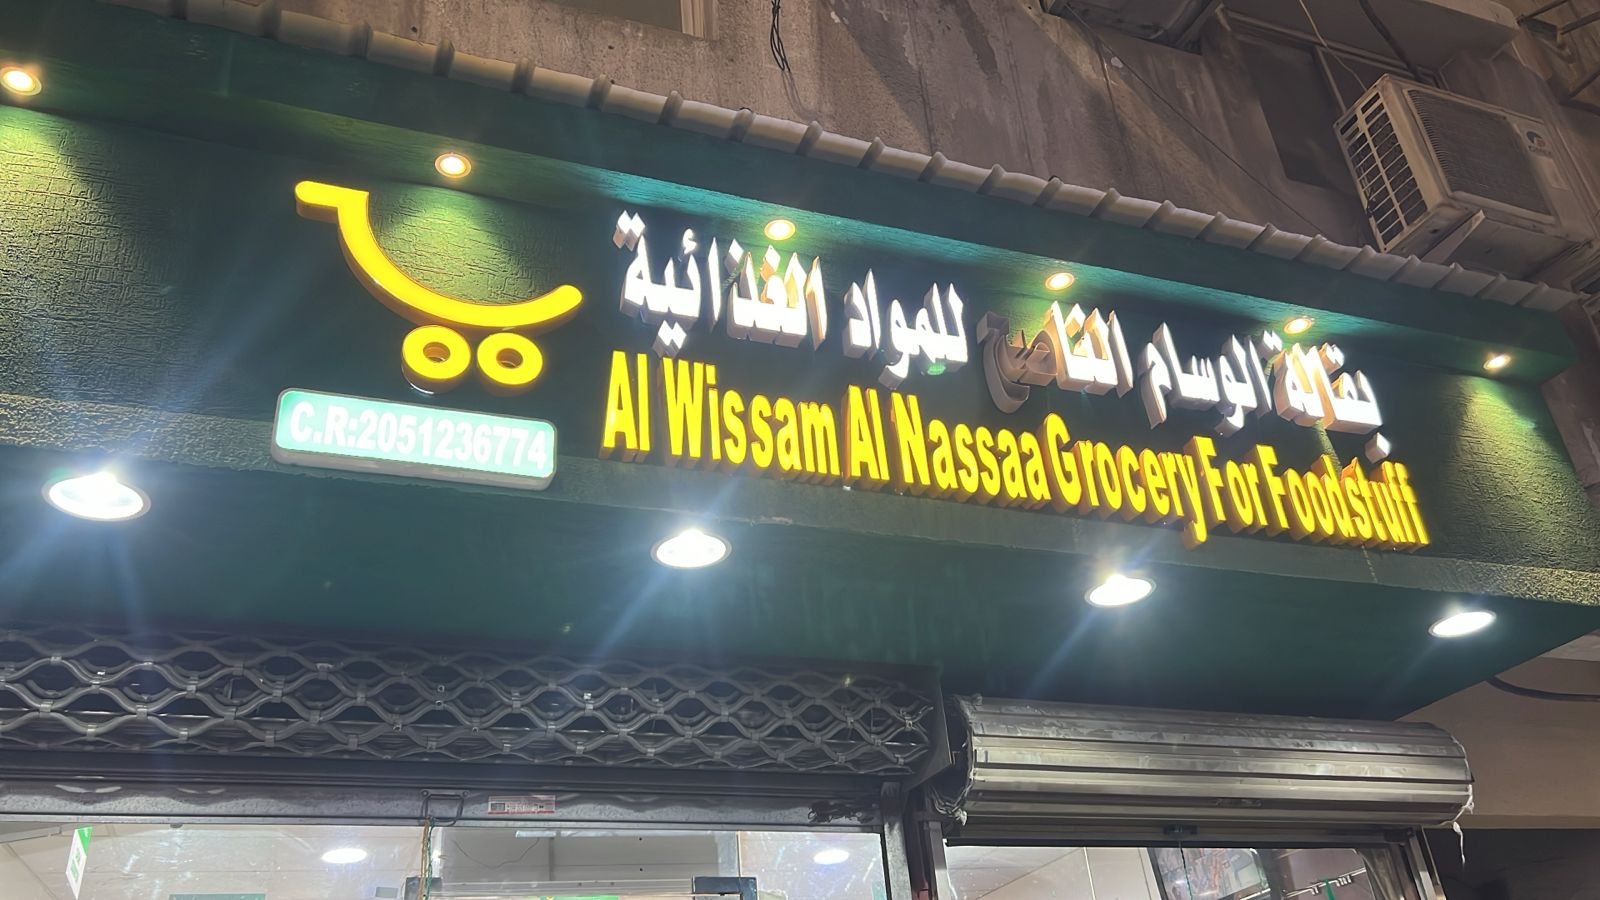 بقالة الوسام الناصع للمواد الغذائية
Al Wissam Al Nassaa Grocery For Foodstuff
C.R:2051236774